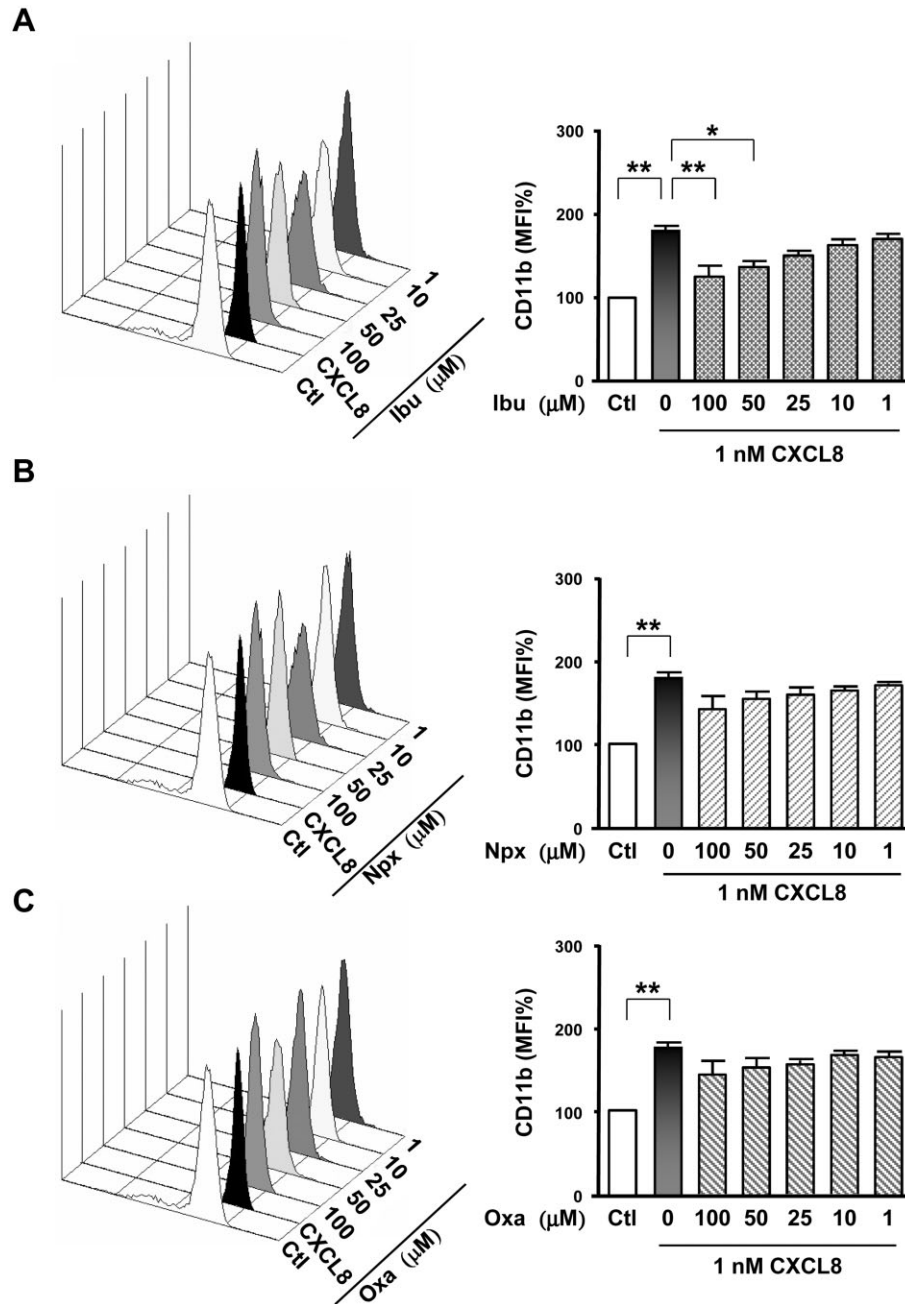 A
Ctl
CXCL8
100
50
25
10
1
Ibu (μM)
CD11b (MFI%)
300
200
100
0
**
**
*
Ibu (μM) Ctl 0 100 50 25 10 1
1 nM CXCL8
B
Ctl
CXCL8
100
50
25
10
1
Npx (μM)
CD11b (MFI%)
300
200
100
0
**
Npx (μM) Ctl 0 100 50 25 10 1
1 nM CXCL8
C
Ctl
CXCL8
100
50
25
10
1
Oxa (μM)
CD11b (MFI%)
300
200
100
0
**
Oxa (μM) Ctl 0 100 50 25 10 1
1 nM CXCL8